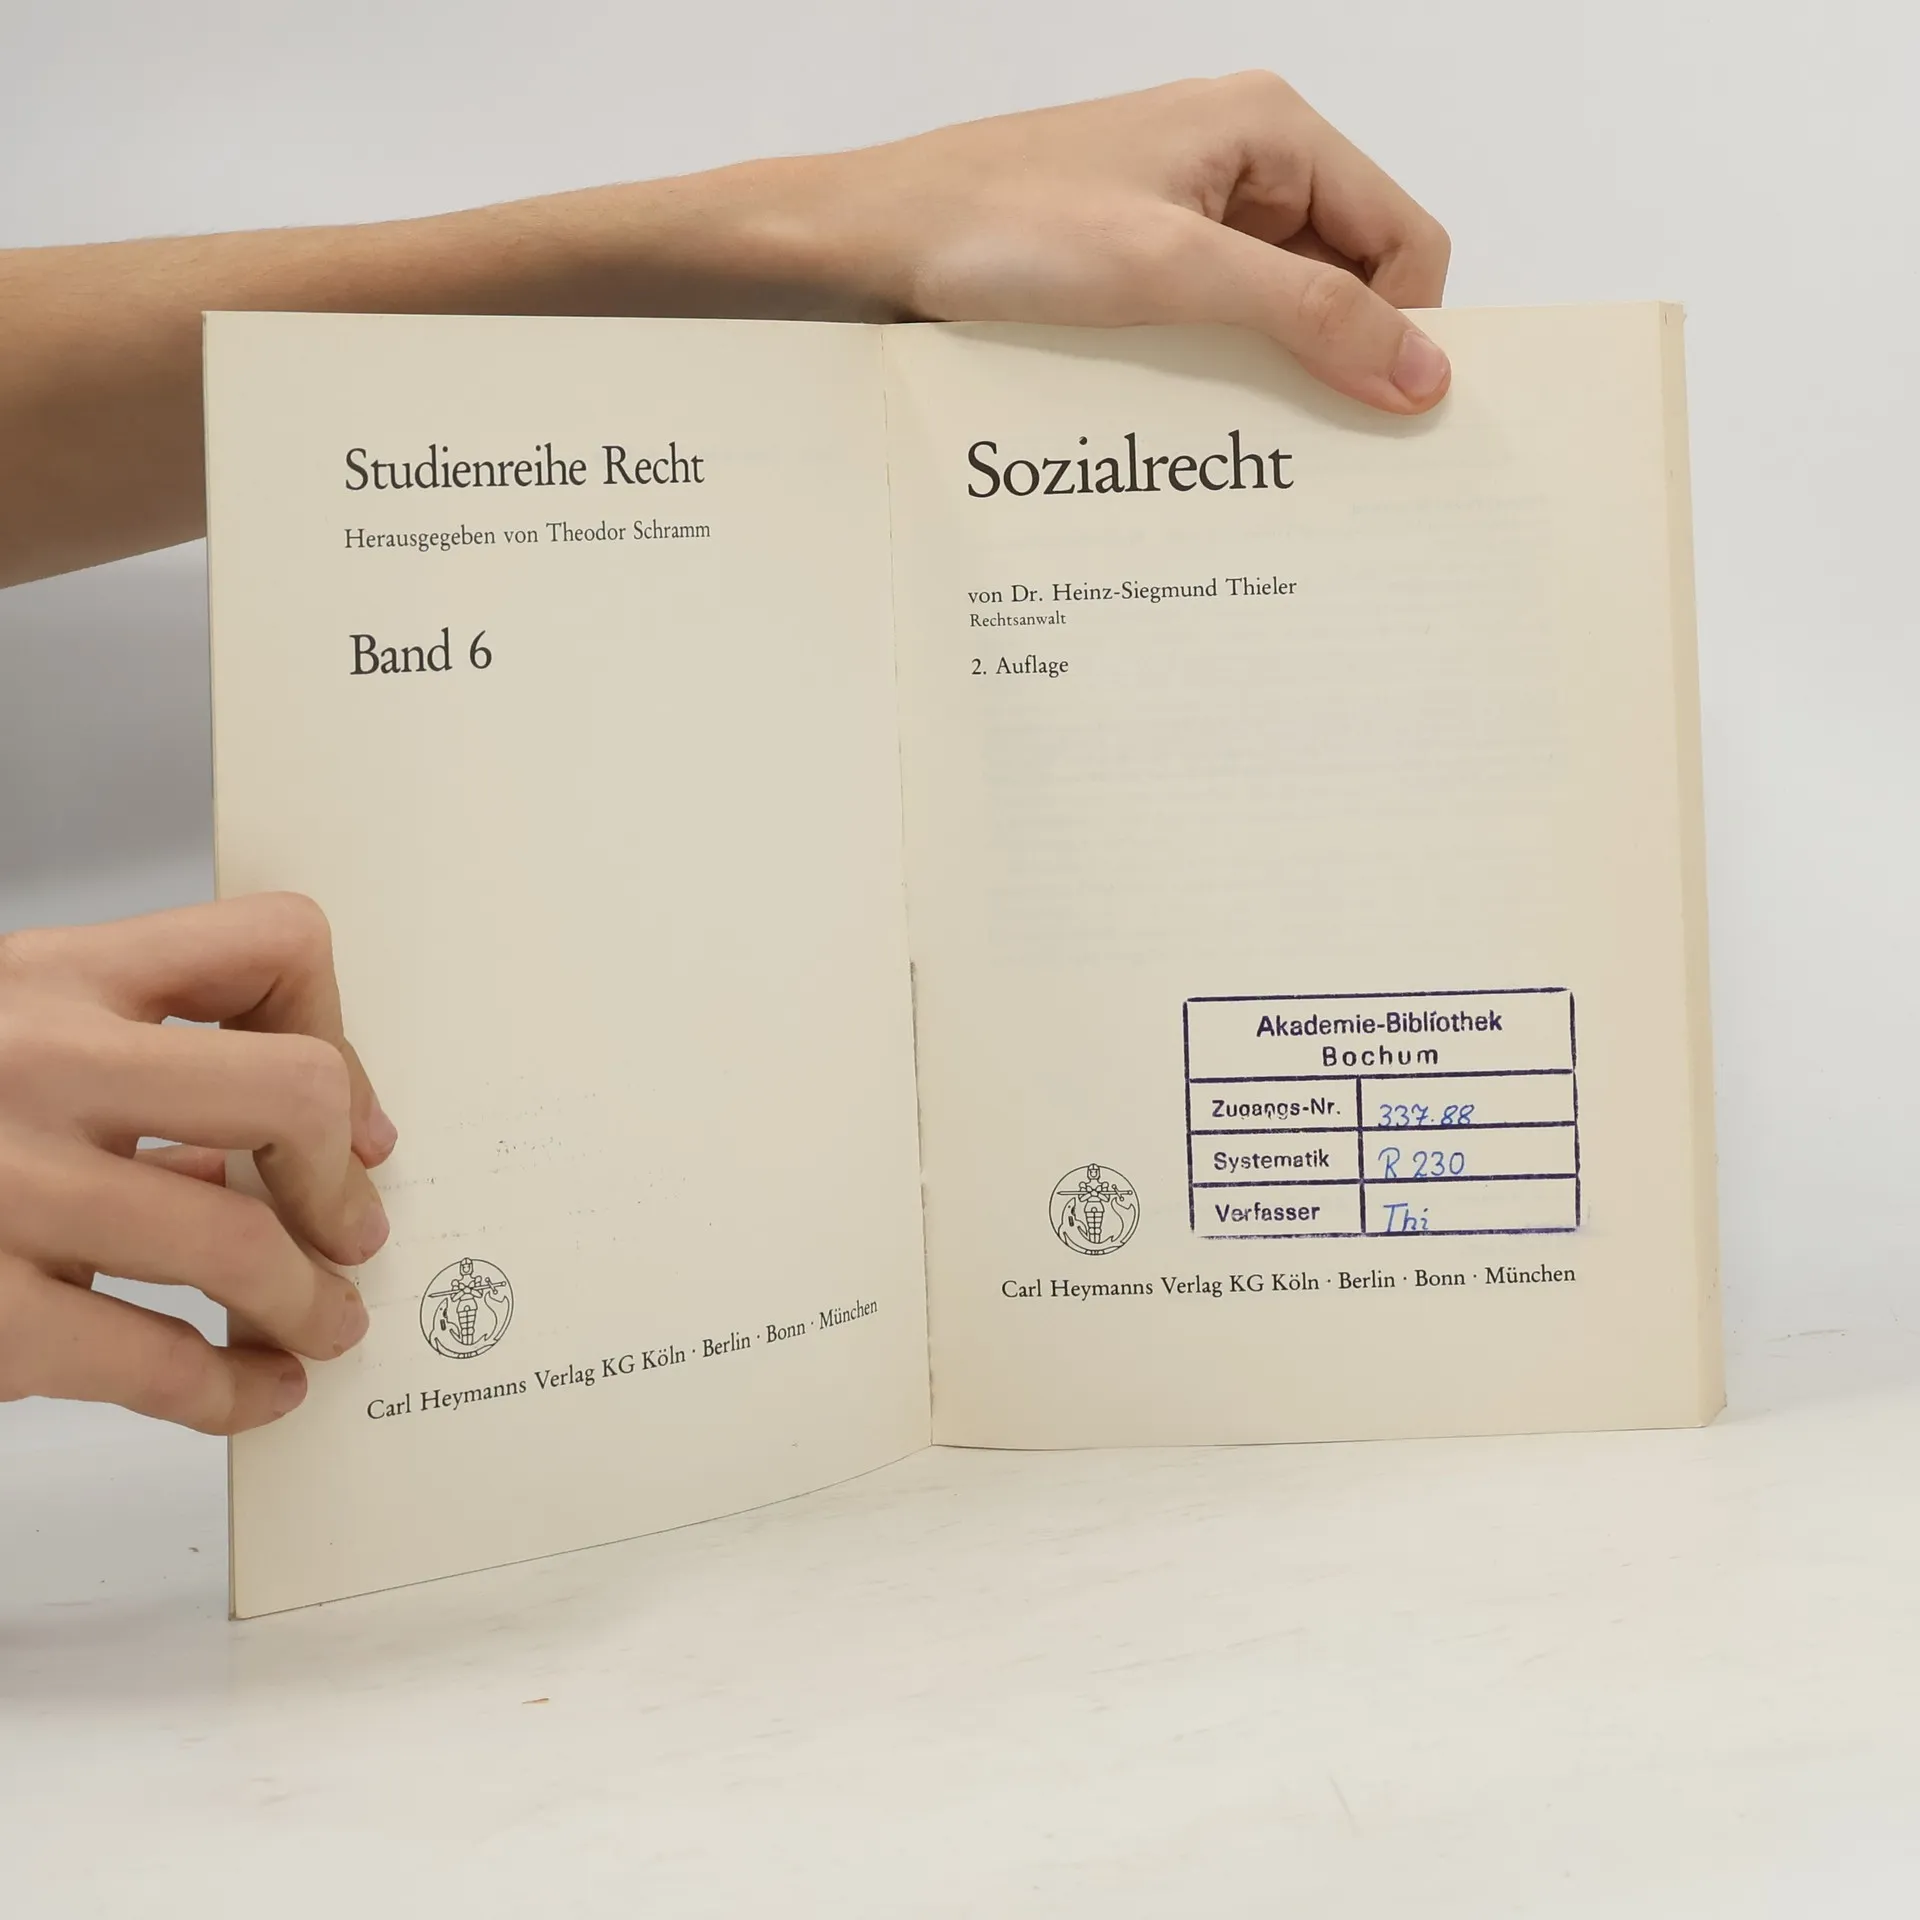 Studienreihe Recht
Herausgegeben von Theodor Schramm
Band 6
Carl Heymanns Verlag KG Köln · Berlin · Bonn · München
Sozialrecht
von Dr. Heinz-Siegmund Thieler
Rechtsanwalt
2. Auflage
Akademie-Bibliothek
Bochum
Zugangs-Nr. 337.88
Systematik R 230
Verfasser Thi
Carl Heymanns Verlag KG Köln · Berlin · Bonn · München